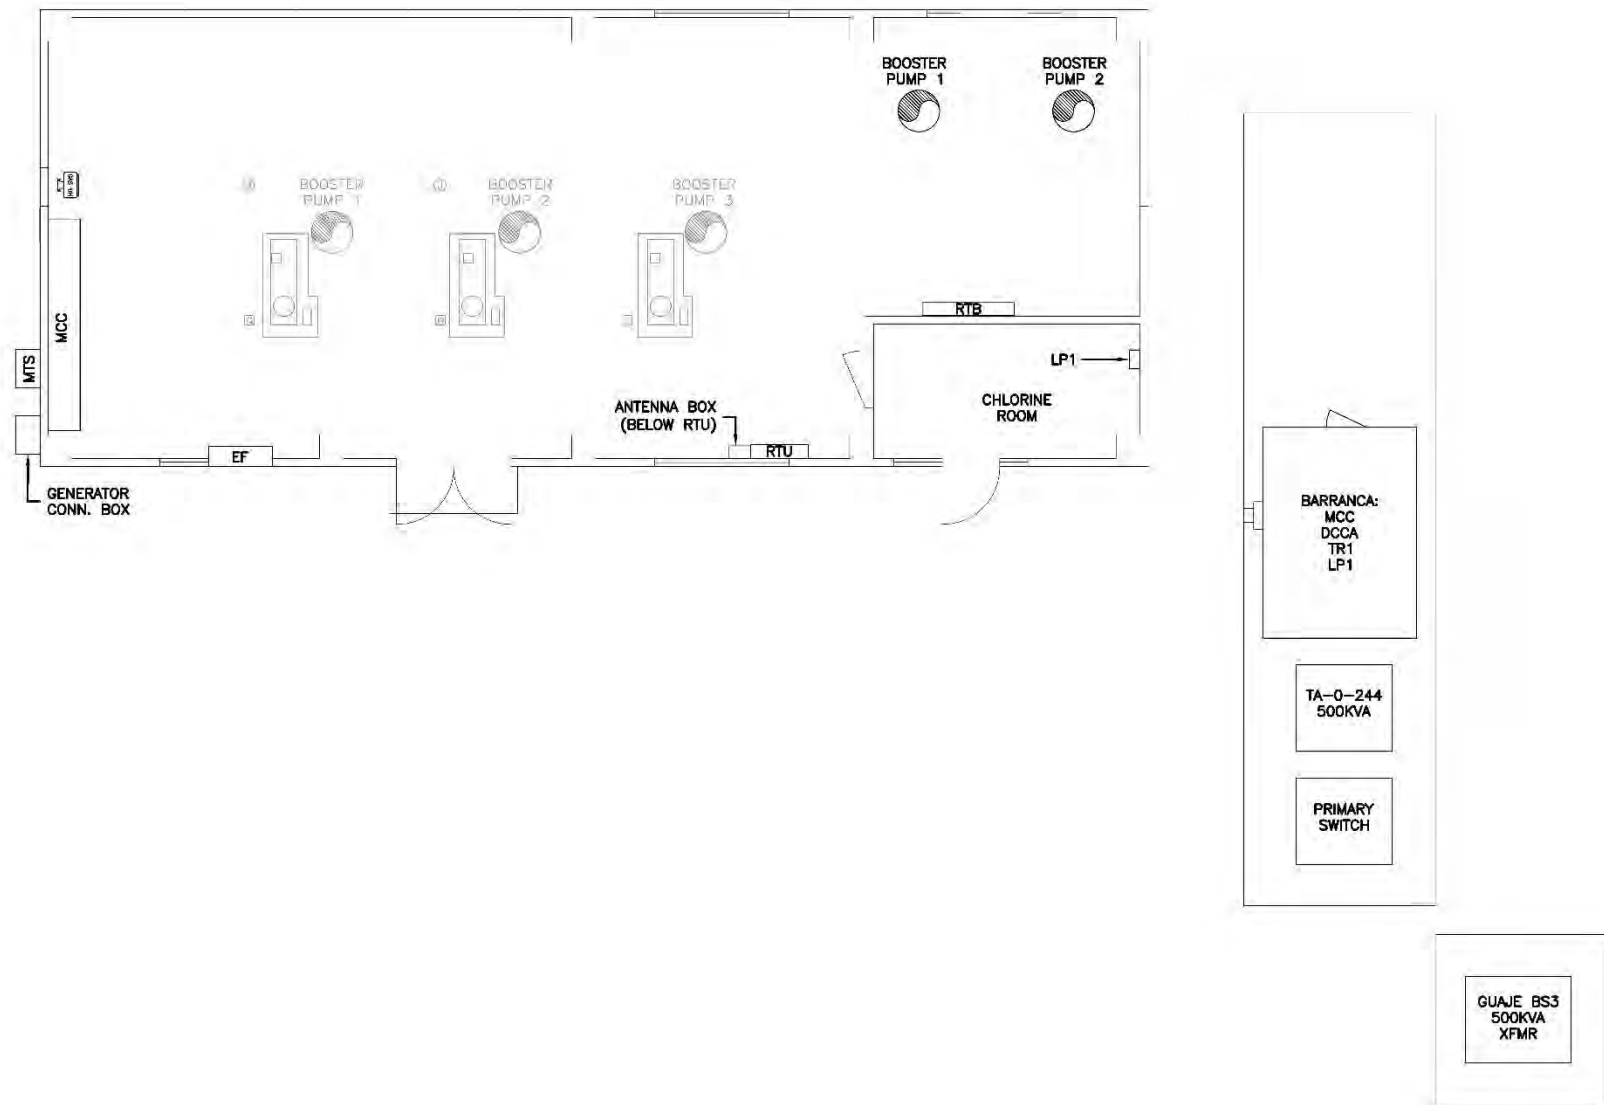 BOOSTER
PUMP 1
BOOSTER
PUMP 2
BOOSTER
PUMP 1
BOOSTER
PUMP 2
BOOSTER
PUMP 3
MCC
MTS
RTB
LP1
CHLORINE
ROOM
ANTENNA BOX
(BELOW RTU)
RTU
EF
GENERATOR
CONN. BOX
BARRANCA:
MCC
DCCA
TR1
LP1
TA-0-244
500KVA
PRIMARY
SWITCH
GUAJE BS3
500KVA
XFMR